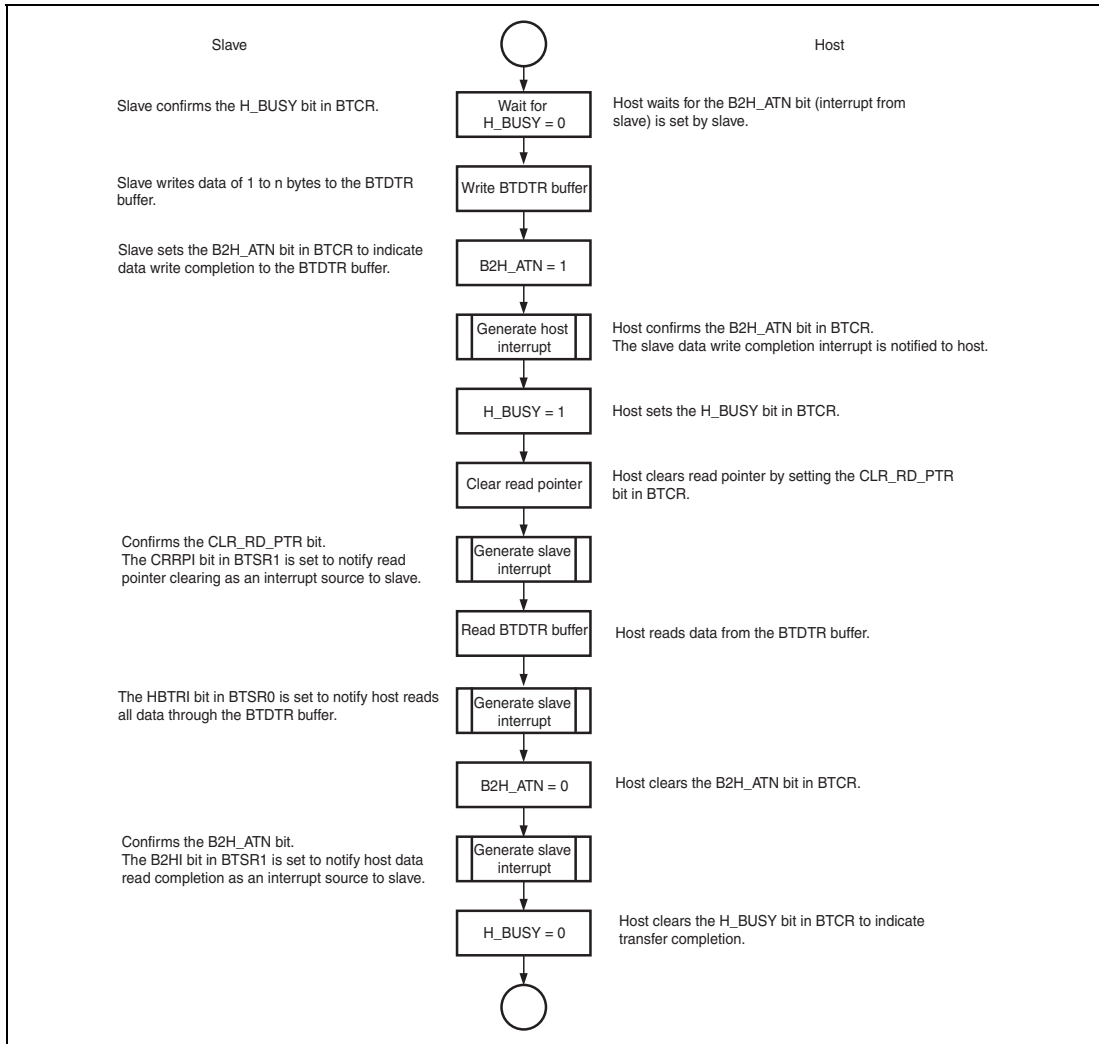 Slave
Host
Slave confirms the H_BUSY bit in BTCR.
Wait for
H_BUSY = 0
Host waits for the B2H_ATN bit (interrupt from
slave) is set by slave.
Slave writes data of 1 to n bytes to the BTDTR
buffer.
Write BTDTR buffer
Slave sets the B2H_ATN bit in BTCR to indicate
data write completion to the BTDTR buffer.
B2H_ATN = 1
Generate host
interrupt
Host confirms the B2H_ATN bit in BTCR.
The slave data write completion interrupt is notified to host.
H_BUSY = 1
Host sets the H_BUSY bit in BTCR.
Clear read pointer
Host clears read pointer by setting the CLR_RD_PTR
bit in BTCR.
Confirms the CLR_RD_PTR bit.
The CRRPI bit in BTSR1 is set to notify read
pointer clearing as an interrupt source to slave.
Generate slave
interrupt
Read BTDTR buffer
Host reads data from the BTDTR buffer.
The HBTRI bit in BTSR0 is set to notify host reads
all data through the BTDTR buffer.
Generate slave
interrupt
B2H_ATN = 0
Host clears the B2H_ATN bit in BTCR.
Confirms the B2H_ATN bit.
The B2HI bit in BTSR1 is set to notify host data
read completion as an interrupt source to slave.
Generate slave
interrupt
H_BUSY = 0
Host clears the H_BUSY bit in BTCR to indicate
transfer completion.